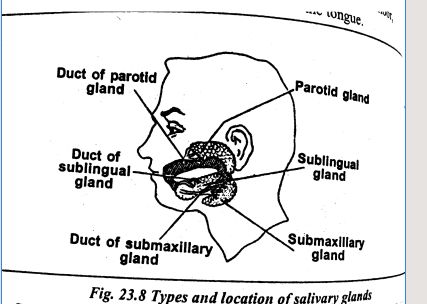 tongue.
Duct of parotid
gland
Parotid gland
Duct of
sublingual
gland
Sublingual
gland
Duct of submaxillary
gland
Submaxillary
gland
Fig. 23.8 Types and location of salivary glands